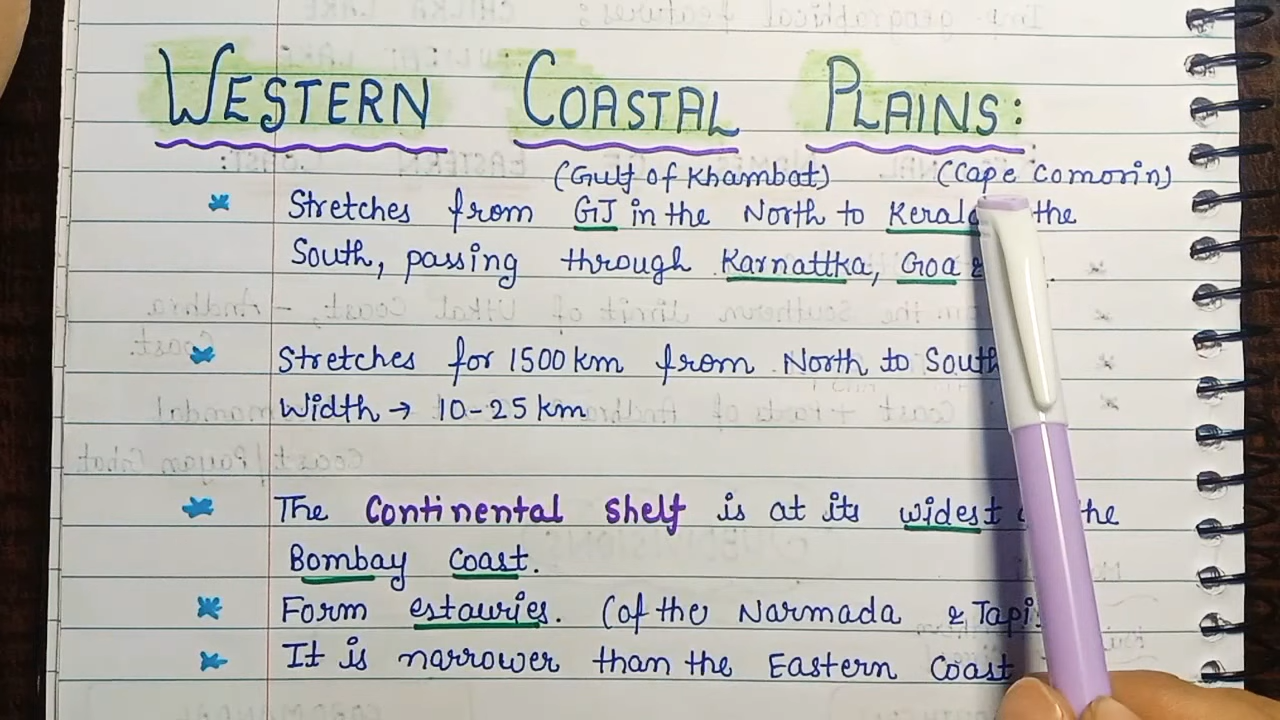 WESTERN COASTAL PLAINS:
(Gulf of Khambat) (Cape Comorin)
Stretches from GJ in the North to Kerala the
South, passing through Karnattka, Goa &
Stretches for 1500 km from North to South
Width → 10-25 km
The Continental shelf is at its widest the
Bombay Coast.
Form estauries. (of the Narmada & Tapi
It is narrower than the Eastern Coast